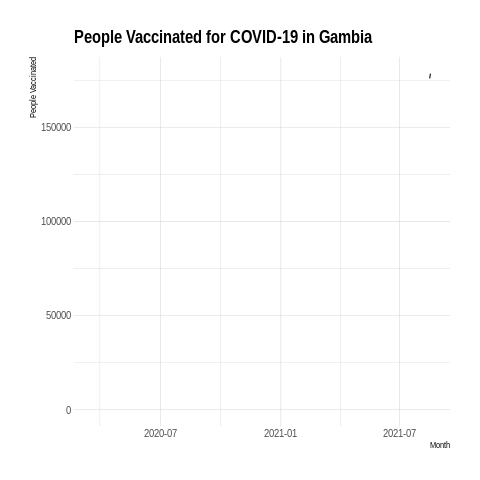 People Vaccinated for COVID-19 in Gambia
People Vaccinated
150000
100000
50000
0
2020-07
2021-01
2021-07
Month